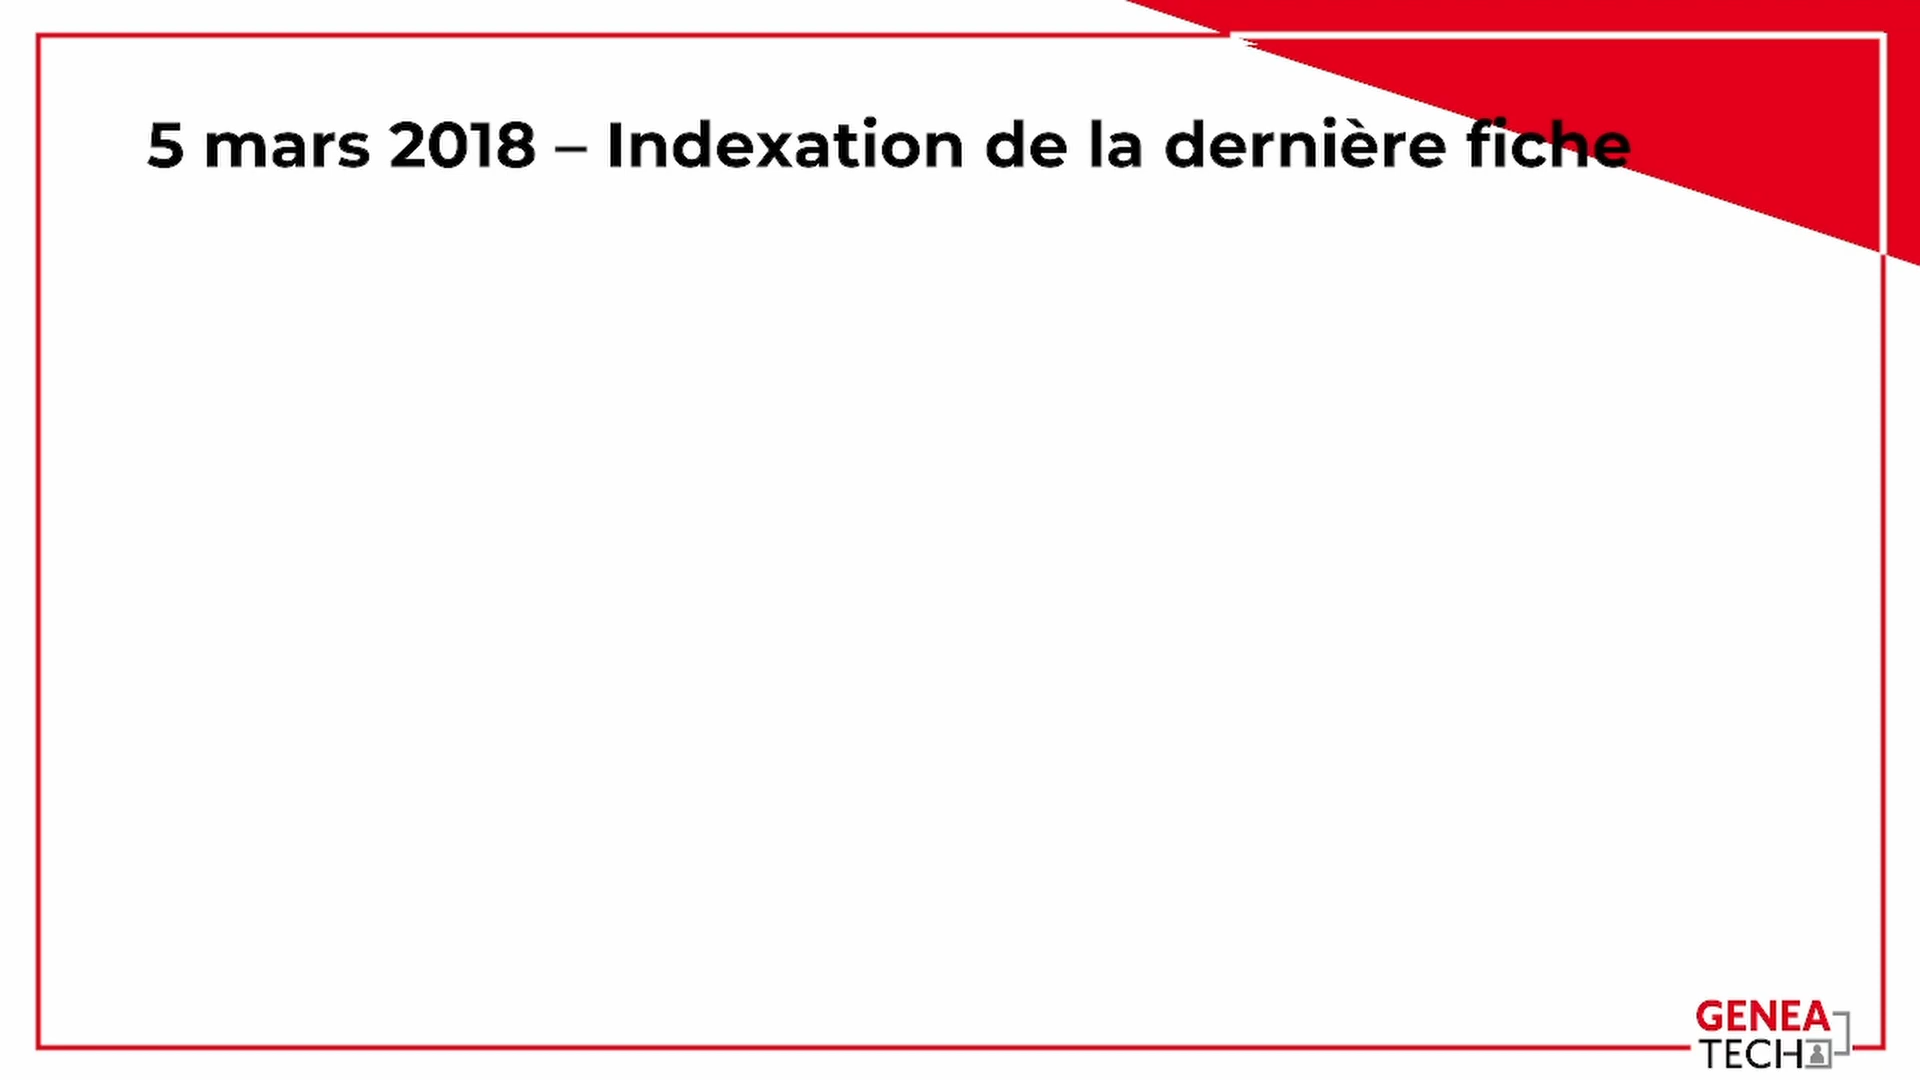 5 mars 2018 – Indexation de la dernière fiche
GENEA
TECH